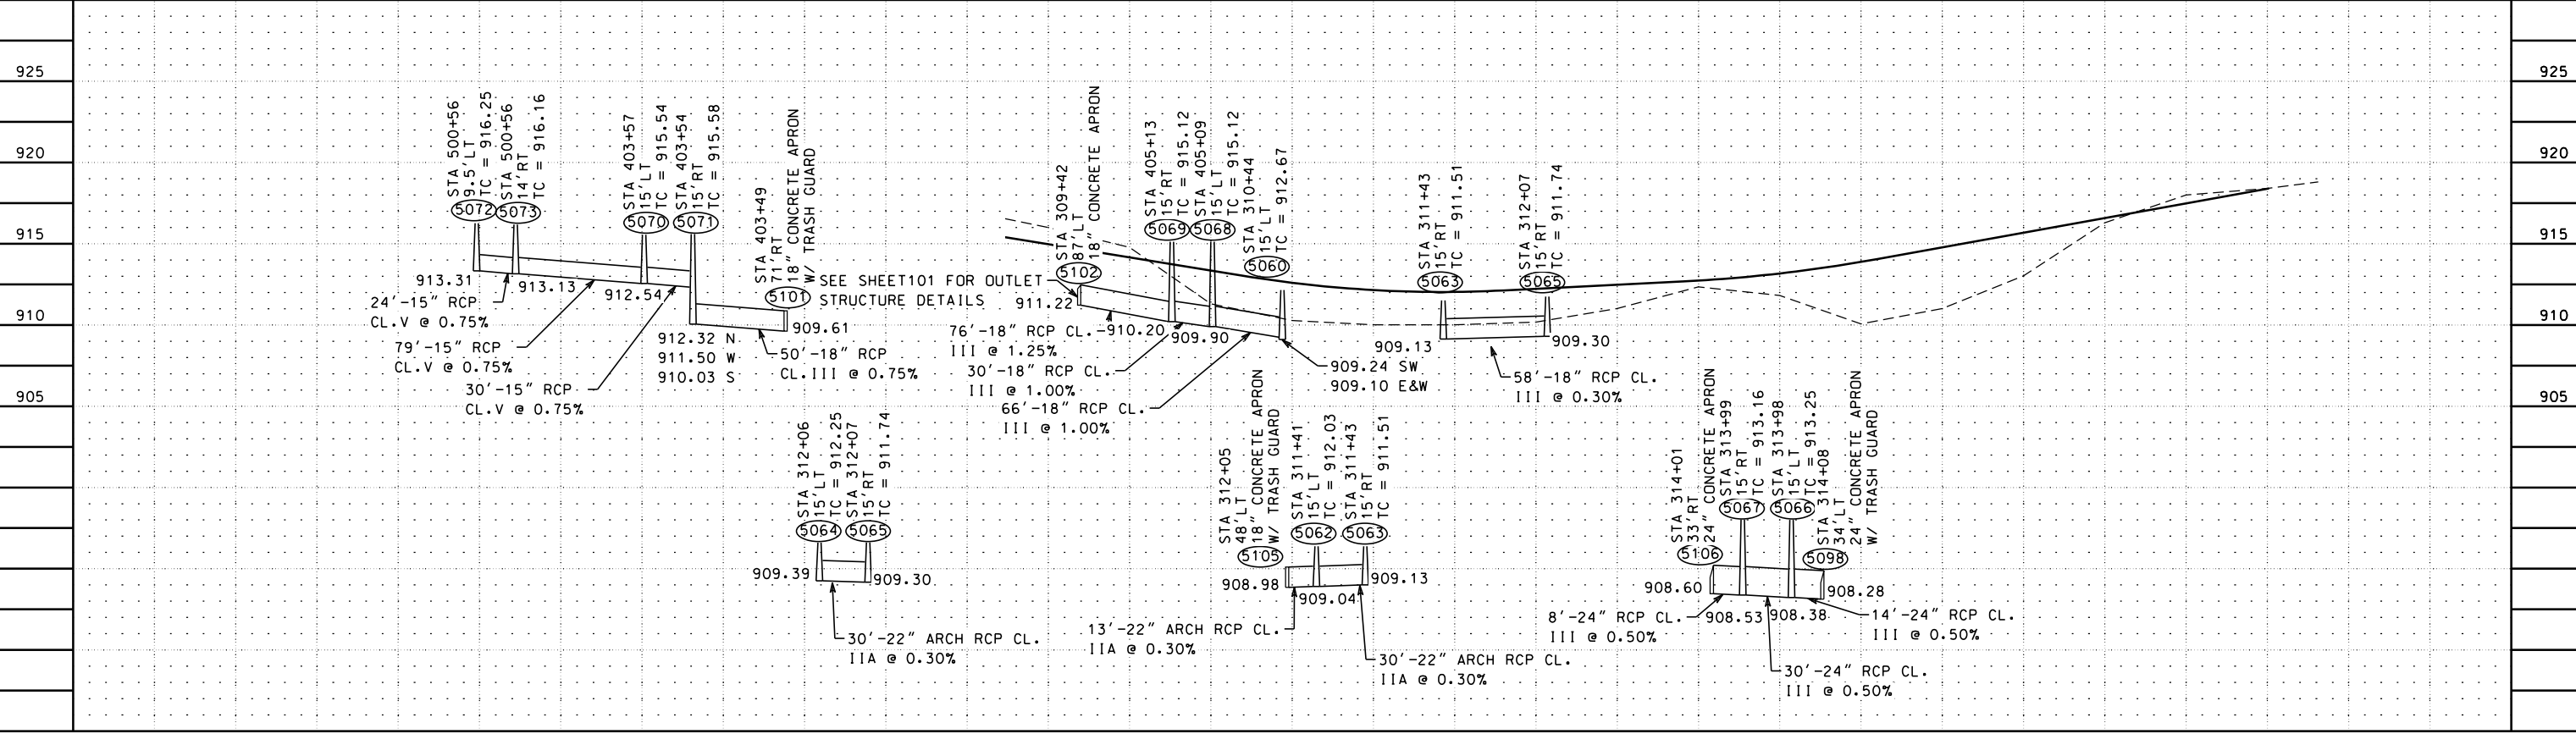 925
920
915
910
905
925
920
915
910
905
STA 500+56
9.5'LT
TC = 916.25
5072
STA 500+56
14'RT
TC = 916.16
5073
STA 403+57
15'LT
TC = 915.54
5070
STA 403+54
15'RT
TC = 915.58
5071
STA 403+49
71'RT
18" CONCRETE APRON
W/ TRASH GUARD
5101
913.31
913.13
912.54
24'-15" RCP
CL.V @ 0.75%
79'-15" RCP
CL.V @ 0.75%
30'-15" RCP
CL.V @ 0.75%
912.32 N
911.50 W
910.03 S
909.61
50'-18" RCP
CL.III @ 0.75%
SEE SHEET101 FOR OUTLET
STRUCTURE DETAILS
STA 309+42
87'LT
18" CONCRETE APRON
5102
STA 405+13
15'RT
TC = 915.12
5069
STA 405+09
15'LT
TC = 915.12
5068
STA 310+44
15'LT
TC = 912.67
5060
911.22
910.20
909.90
76'-18" RCP CL.
III @ 1.25%
30'-18" RCP CL.
III @ 1.00%
66'-18" RCP CL.
III @ 1.00%
909.24 SW
909.10 E&W
STA 311+43
15'RT
TC = 911.51
5063
STA 312+07
15'RT
TC = 911.74
5065
909.13
909.30
58'-18" RCP CL.
III @ 0.30%
STA 312+06
15'LT
TC = 912.25
5064
STA 312+07
15'RT
TC = 911.74
5065
909.39
909.30
30'-22" ARCH RCP CL.
IIA @ 0.30%
STA 312+05
48'LT
18" CONCRETE APRON
W/ TRASH GUARD
5105
STA 311+41
15'LT
TC = 912.03
5062
STA 311+43
15'RT
TC = 911.51
5063
908.98
909.04
909.13
13'-22" ARCH RCP CL.
IIA @ 0.30%
30'-22" ARCH RCP CL.
IIA @ 0.30%
STA 314+01
33'RT
24" CONCRETE APRON
5106
STA 313+99
15'RT
TC = 913.16
5067
STA 313+98
15'LT
TC = 913.25
5066
STA 314+08
34'LT
24" CONCRETE APRON
W/ TRASH GUARD
5098
908.60
908.53
908.38
908.28
8'-24" RCP CL.
III @ 0.50%
14'-24" RCP CL.
III @ 0.50%
30'-24" RCP CL.
III @ 0.50%